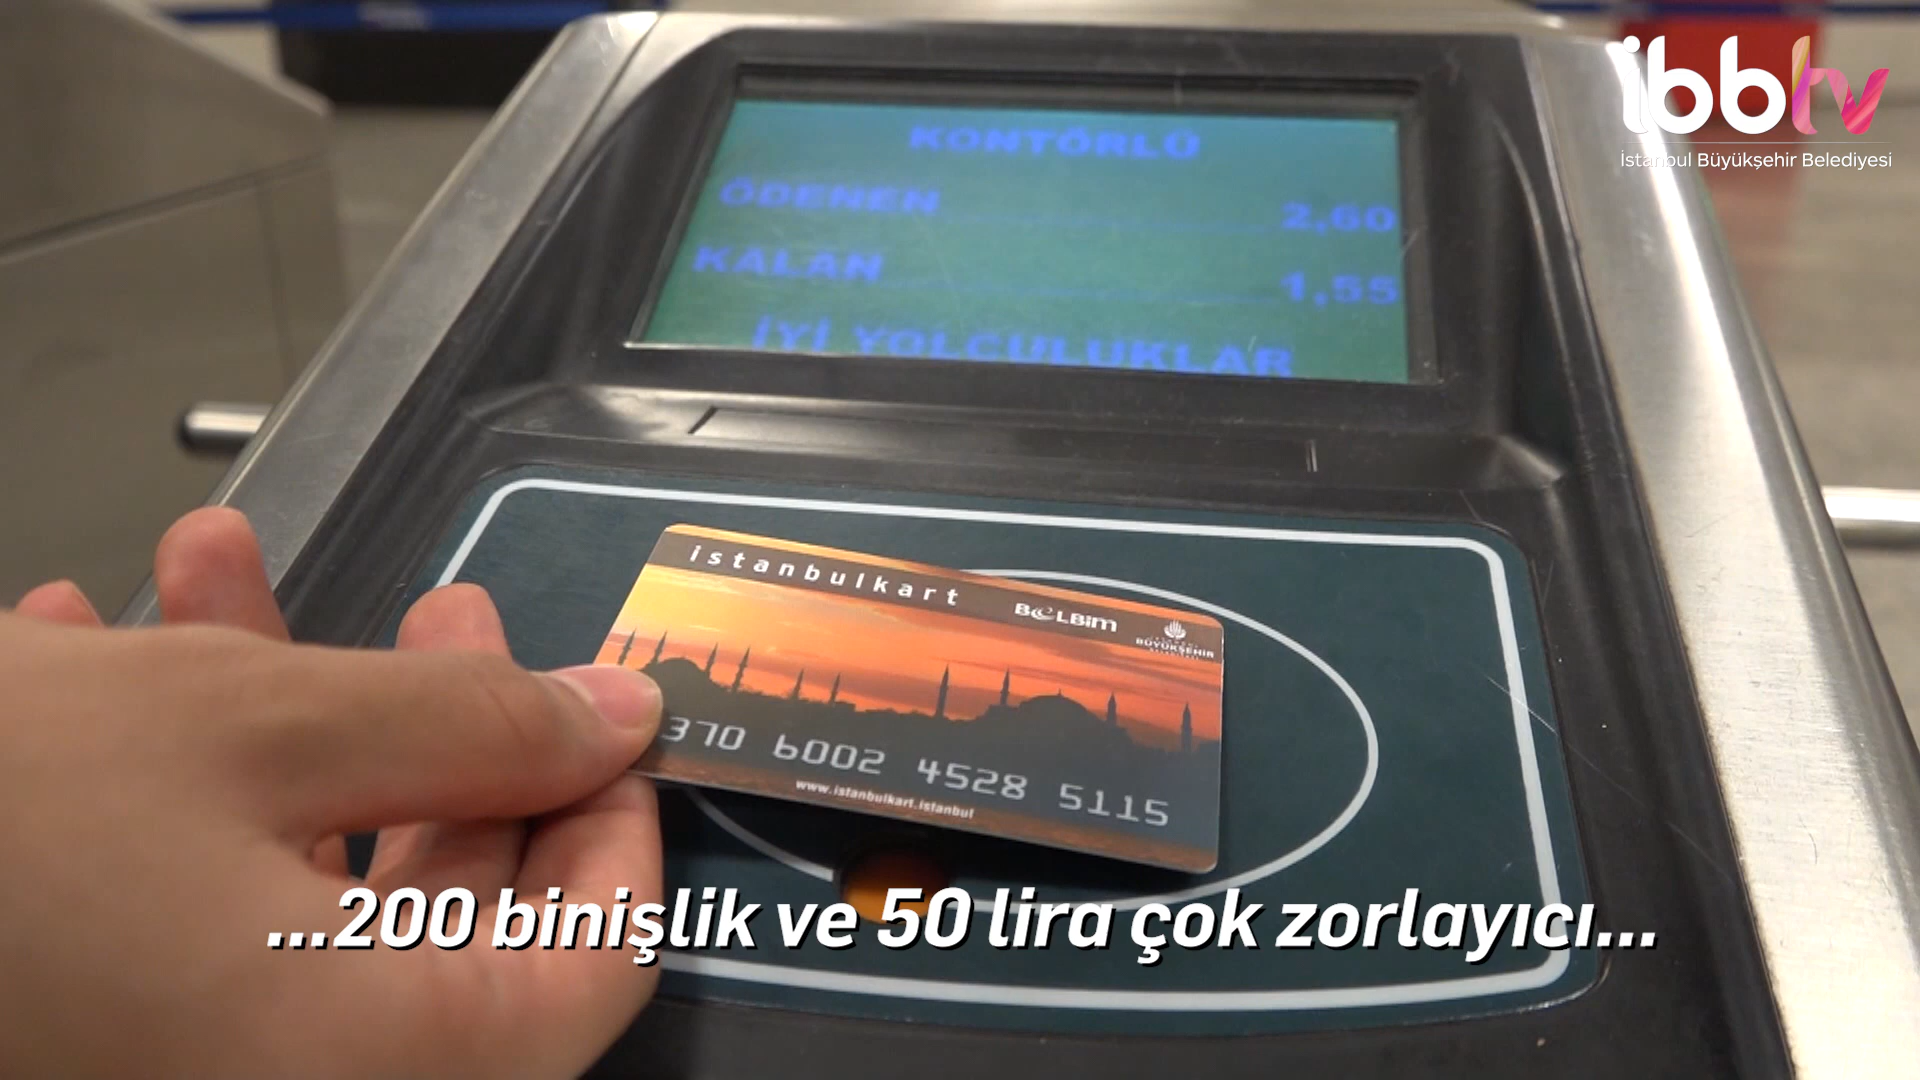 ibbtv
İstanbul Büyükşehir Belediyesi
KONTÖRLÜ
ÖDENEN 2,60
KALAN 1,55
İYİ YOLCULUKLAR
istanbulkart
BELBİM
BÜYÜKŞEHİR
370 6002 4528 5115
www.istanbulkart.istanbul
...200 binişlik ve 50 lira çok zorlayıcı...